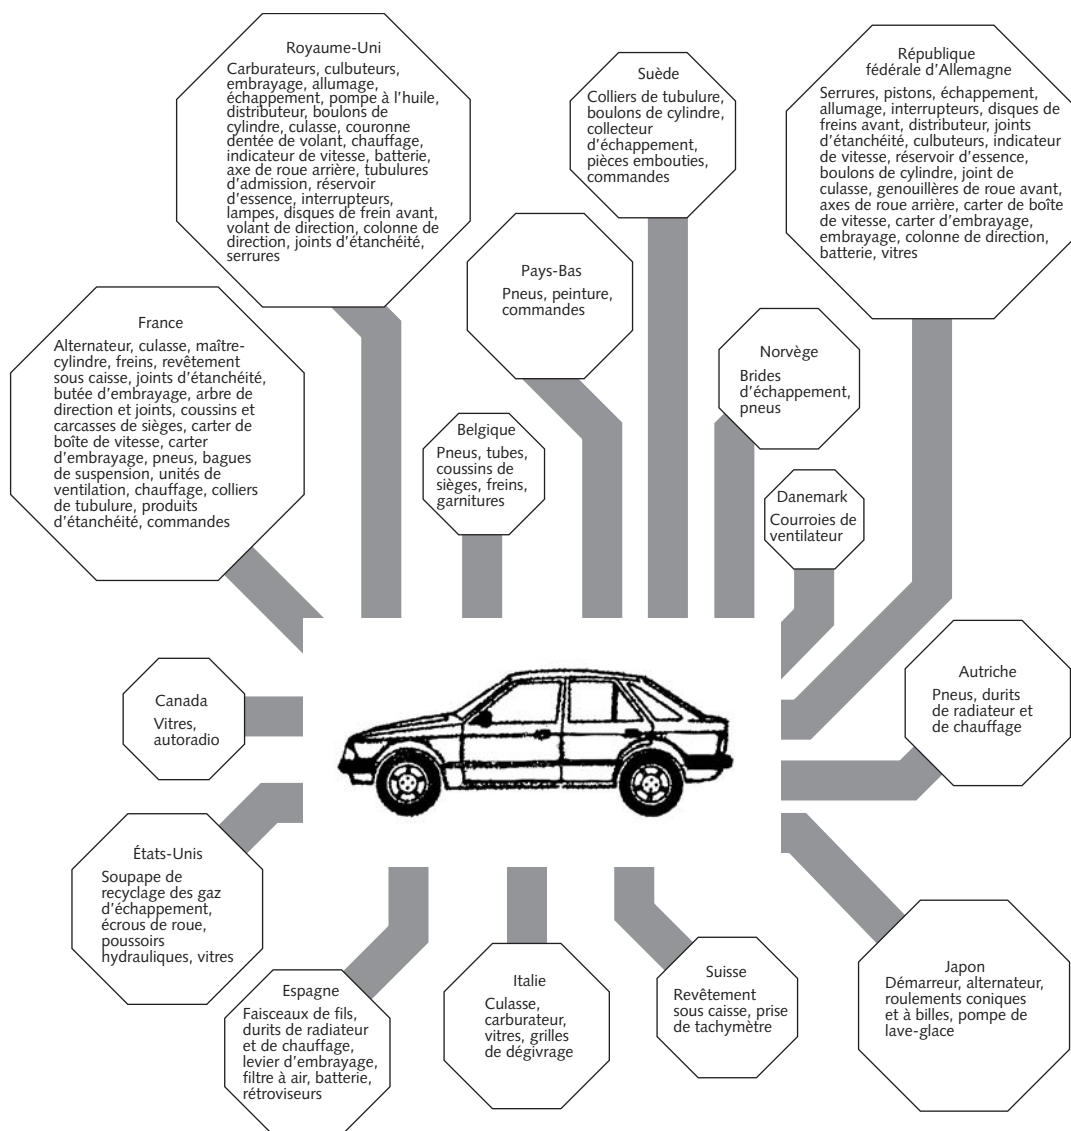 Royaume-Uni
Carburateurs, culbuteurs,
embrayage, allumage,
échappement, pompe à l'huile,
distributeur, boulons de
cylindre, culasse, couronne
dentée de volant, chauffage,
indicateur de vitesse, batterie,
axe de roue arrière, tubulures
d'admission, réservoir
d'essence, interrupteurs,
lampes, disques de frein avant,
volant de direction, colonne de
direction, joints d'étanchéité,
serrures
Suède
Colliers de tubulure,
boulons de cylindre,
collecteur
d'échappement,
pièces embouties,
commandes
République
fédérale d'Allemagne
Serrures, pistons, échappement,
allumage, interrupteurs, disques de
freins avant, distributeur, joints
d'étanchéité, culbuteurs, indicateur
de vitesse, réservoir d'essence,
boulons de cylindre, joint de
culasse, genouillères de roue avant,
axes de roue arrière, carter de boîte
de vitesse, carter d'embrayage,
embrayage, colonne de direction,
batterie, vitres
Pays-Bas
Pneus, peinture,
commandes
France
Alternateur, culasse, maître-
cylindre, freins, revêtement
sous caisse, joints d'étanchéité,
butée d'embrayage, arbre de
direction et joints, coussins et
carcasses de sièges, carter de
boîte de vitesse, carter
d'embrayage, pneus, bagues
de suspension, unités de
ventilation, chauffage, colliers
de tubulure, produits
d'étanchéité, commandes
Norvège
Brides
d'échappement,
pneus
Belgique
Pneus, tubes,
coussins de
sièges, freins,
garnitures
Danemark
Courroies de
ventilateur
Autriche
Pneus, durits
de radiateur et
de chauffage
Canada
Vitres,
autoradio
États-Unis
Soupape de
recyclage des gaz
d'échappement,
écrous de roue,
poussoirs
hydrauliques, vitres
Espagne
Faisceaux de fils,
durits de radiateur
et de chauffage,
levier d'embrayage,
filtre à air, batterie,
rétroviseurs
Italie
Culasse,
carburateur,
vitres, grilles
de dégivrage
Suisse
Revêtement
sous caisse, prise
de tachymètre
Japon
Démarreur, alternateur,
roulements coniques
et à billes, pompe de
lave-glace